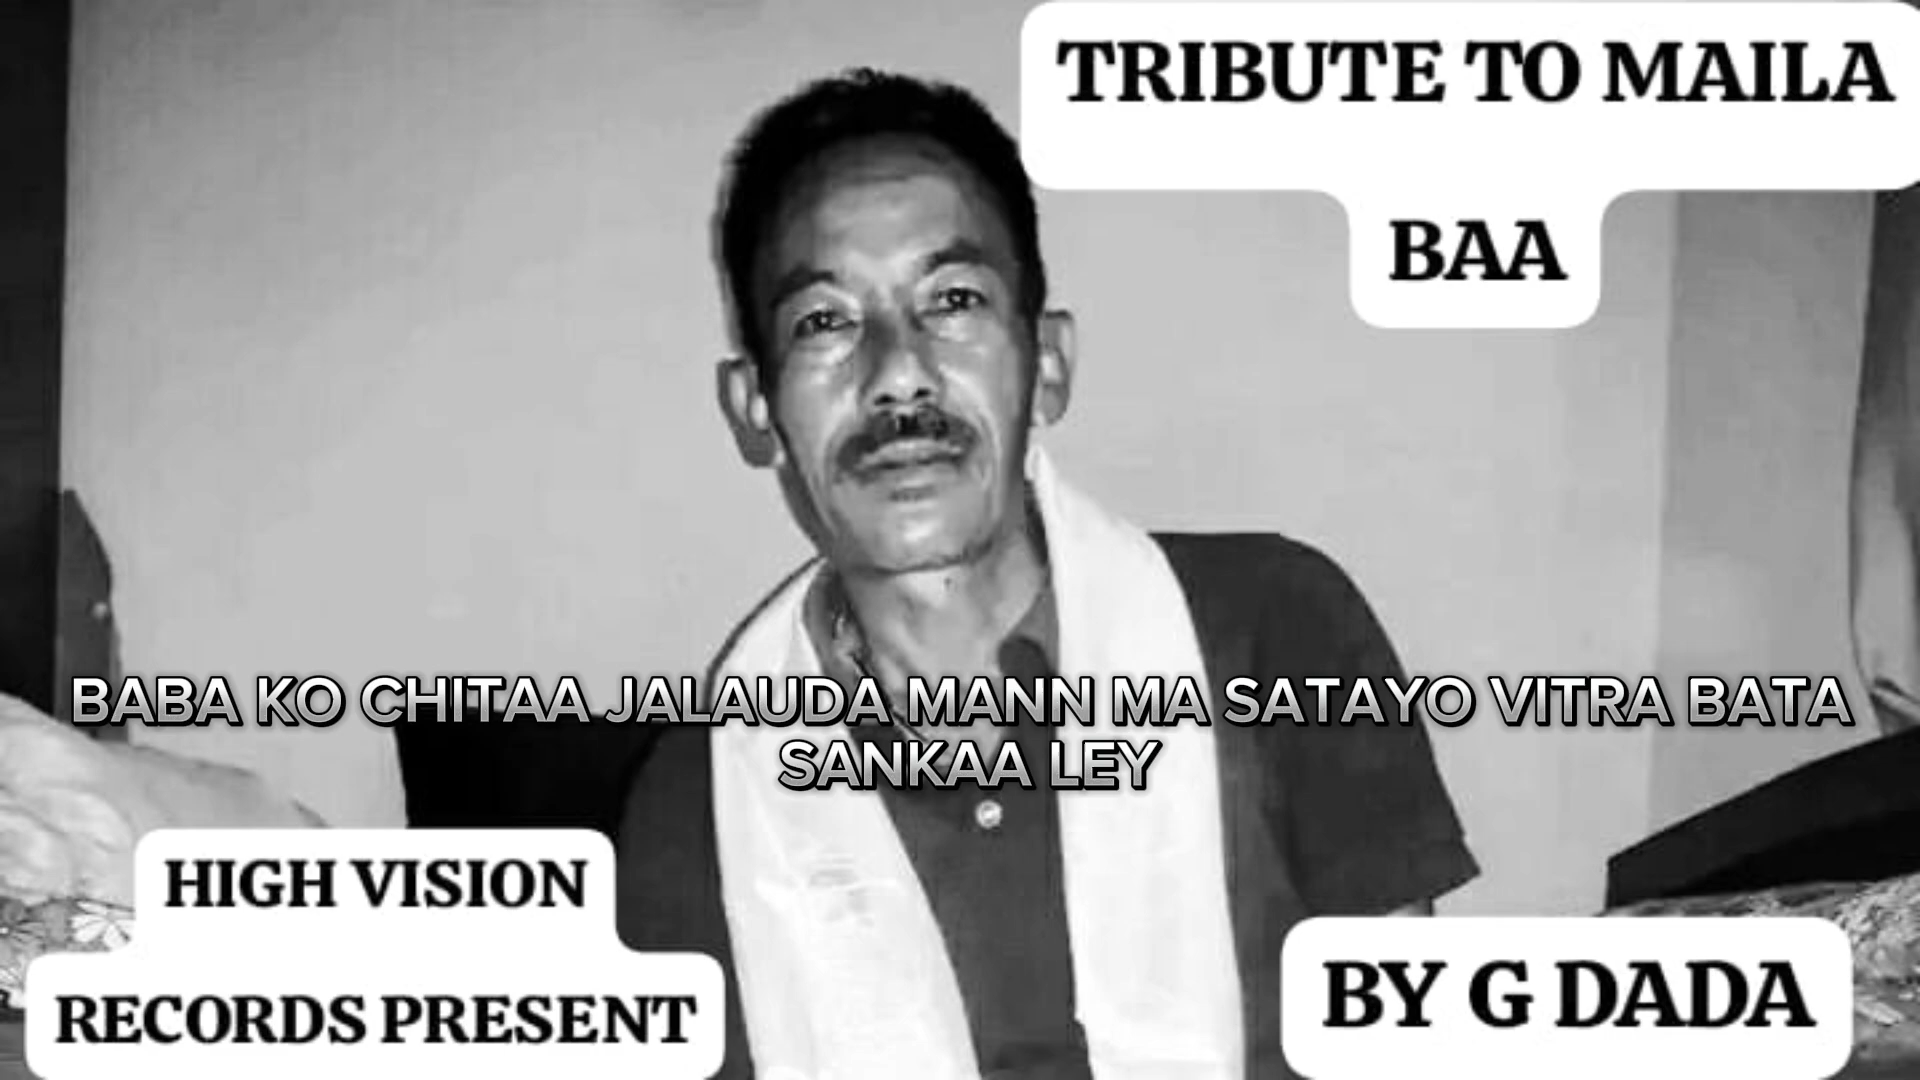 TRIBUTE TO MAILA
BAA
BABA KO CHITAA JALAUDA MANN MA SATAYO VITRA BATA
SANKAA LEY
HIGH VISION
RECORDS PRESENT
BY G DADA